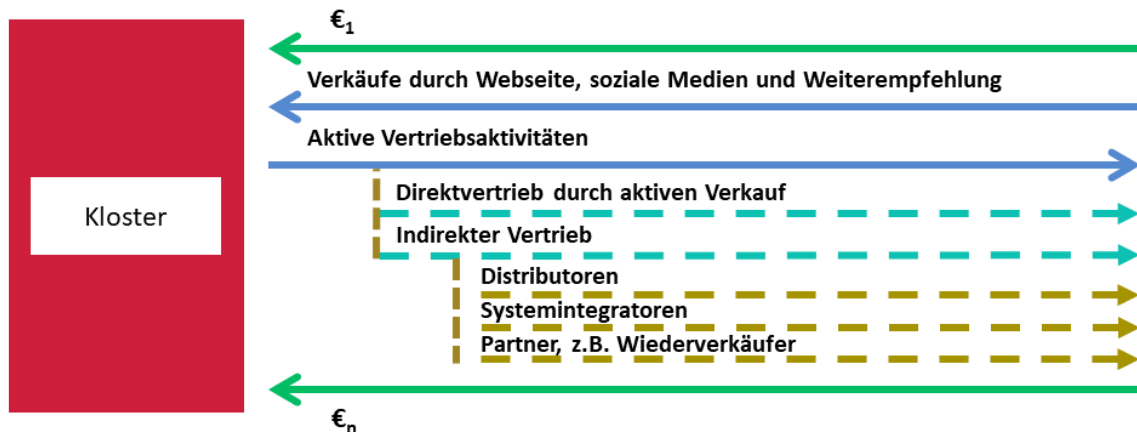 €1
Verkäufe durch Webseite, soziale Medien und Weiterempfehlung
Aktive Vertriebsaktivitäten
Kloster
Direktvertrieb durch aktiven Verkauf
Indirekter Vertrieb
Distributoren
Systemintegratoren
Partner, z.B. Wiederverkäufer
€n